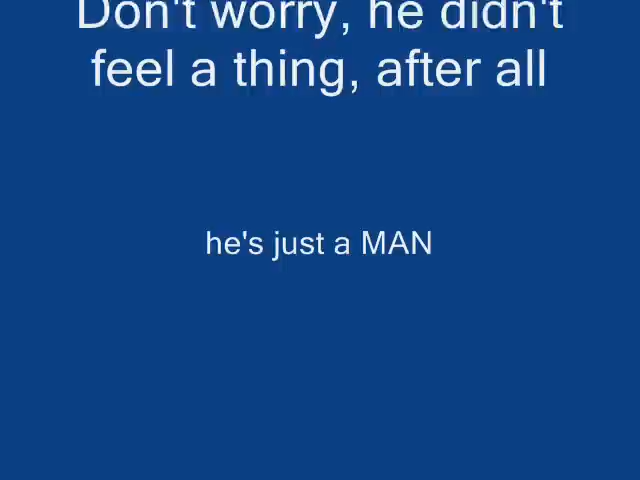 Don't worry, he didn't
feel a thing, after all
he's just a MAN